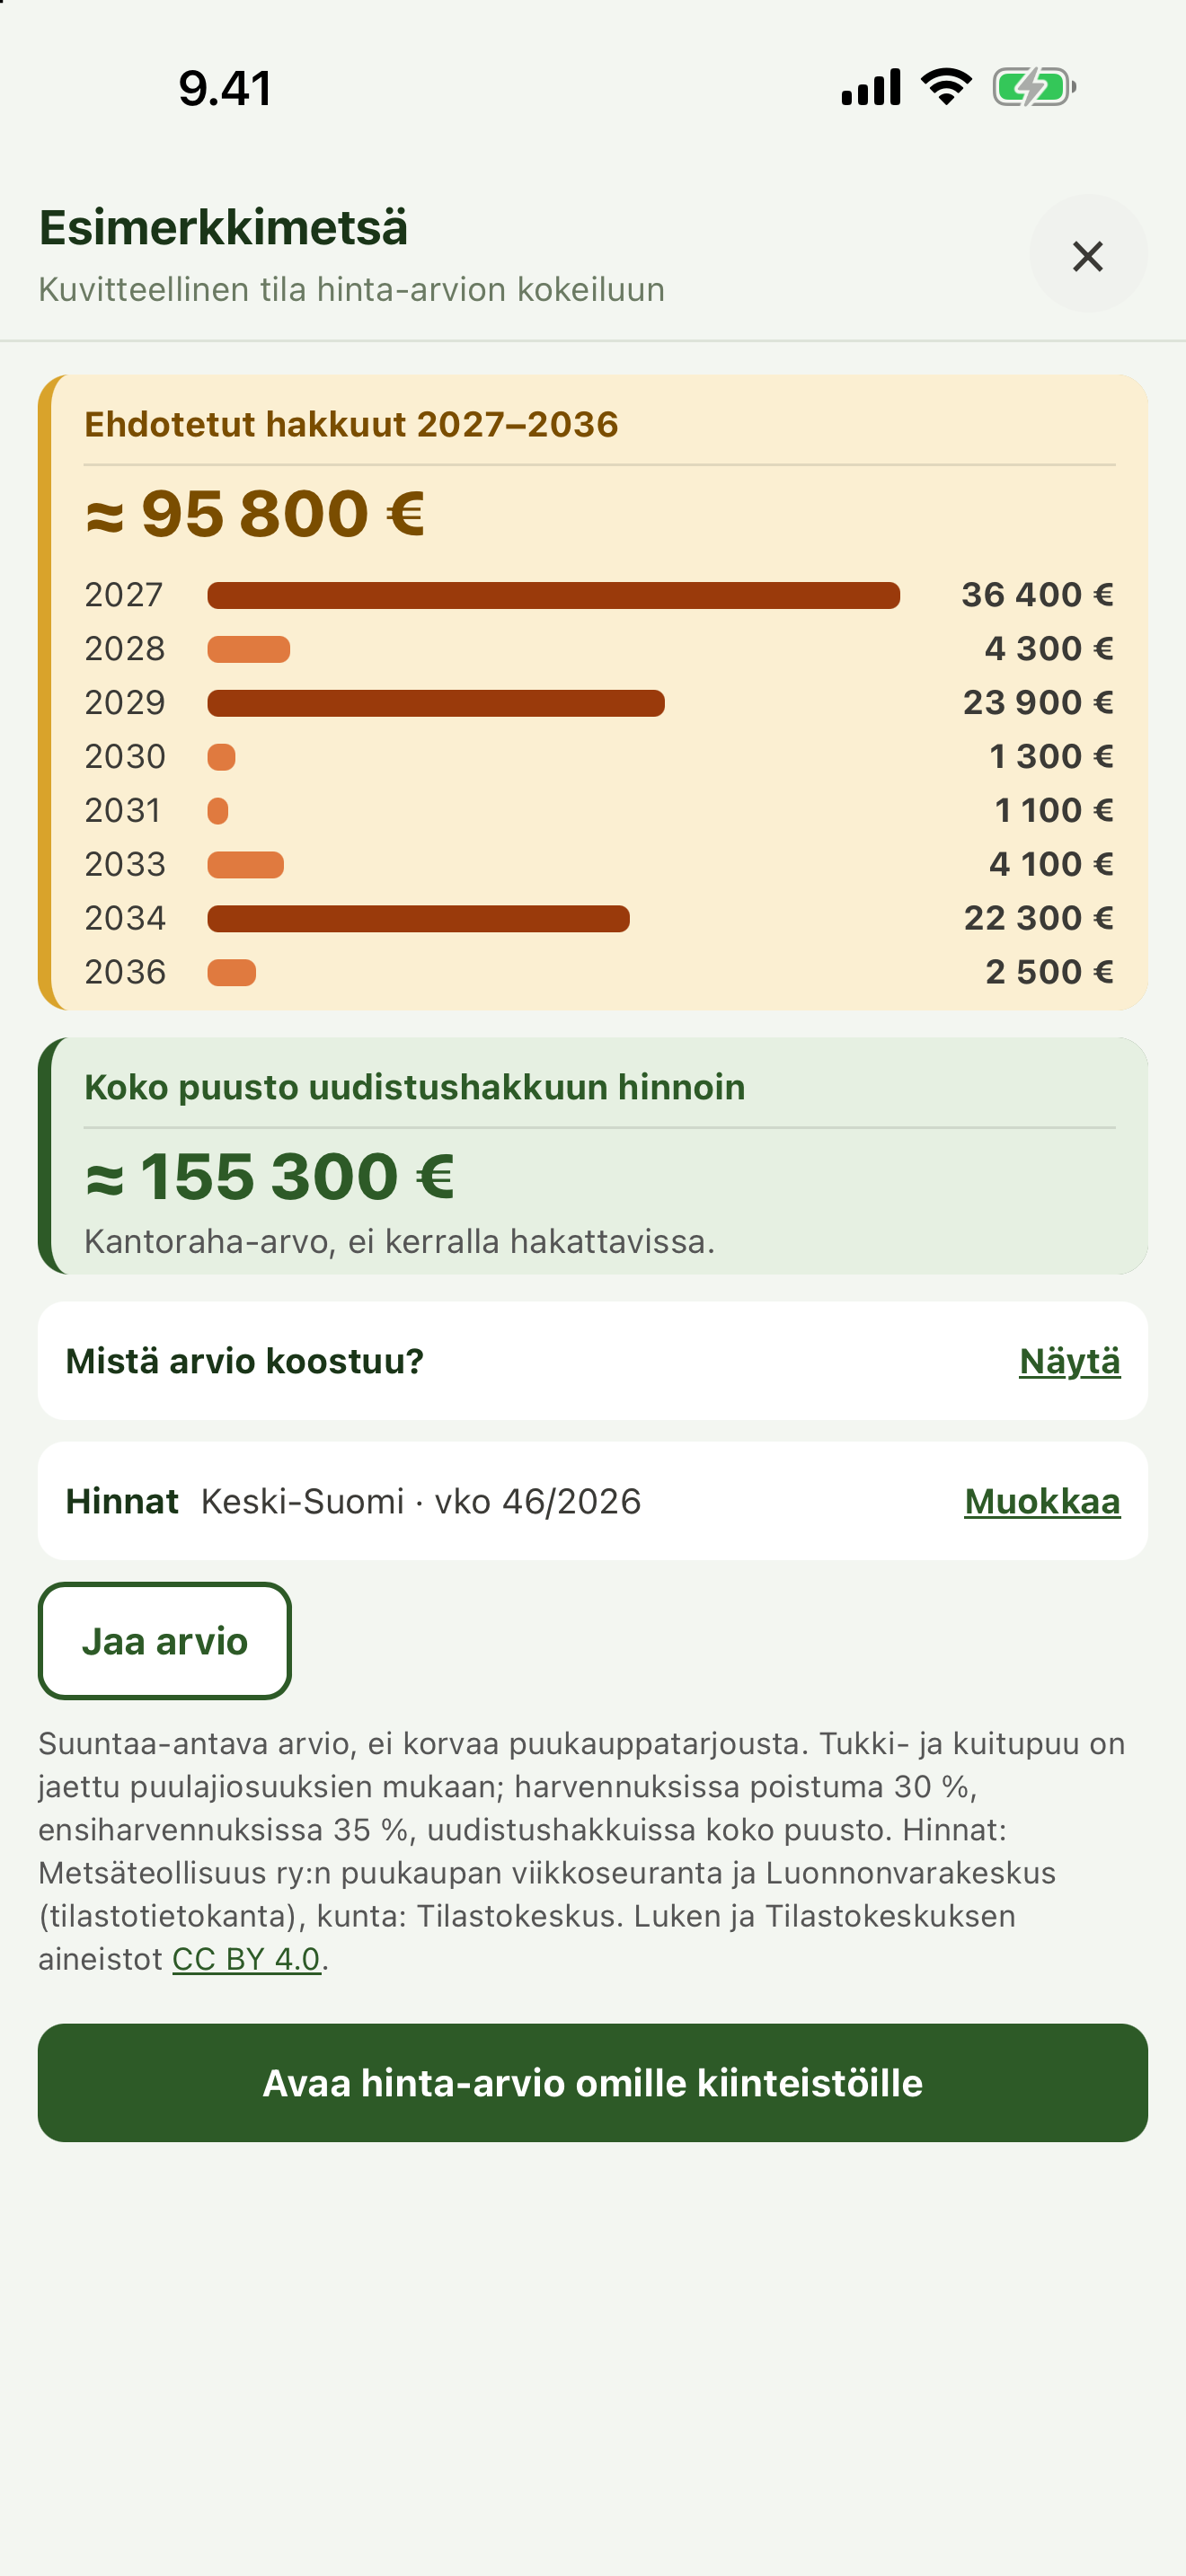 9.41
Esimerkkimetsä
Kuvitteellinen tila hinta-arvion kokeiluun
Ehdotetut hakkuut 2027–2036
≈ 95 800 €
2027 36 400 €
2028 4 300 €
2029 23 900 €
2030 1 300 €
2031 1 100 €
2033 4 100 €
2034 22 300 €
2036 2 500 €
Koko puusto uudistushakkuun hinnoin
≈ 155 300 €
Kantoraha-arvo, ei kerralla hakattavissa.
Mistä arvio koostuu? Näytä
Hinnat Keski-Suomi · vko 46/2026 Muokkaa
Jaa arvio
Suuntaa-antava arvio, ei korvaa puukauppatarjousta. Tukki- ja kuitupuu on
jaettu puulajiosuuksien mukaan; harvennuksissa poistuma 30 %,
ensiharvennuksissa 35 %, uudistushakkuissa koko puusto. Hinnat:
Metsäteollisuus ry:n puukaupan viikkoseuranta ja Luonnonvarakeskus
(tilastotietokanta), kunta: Tilastokeskus. Luken ja Tilastokeskuksen
aineistot CC BY 4.0.
Avaa hinta-arvio omille kiinteistöille